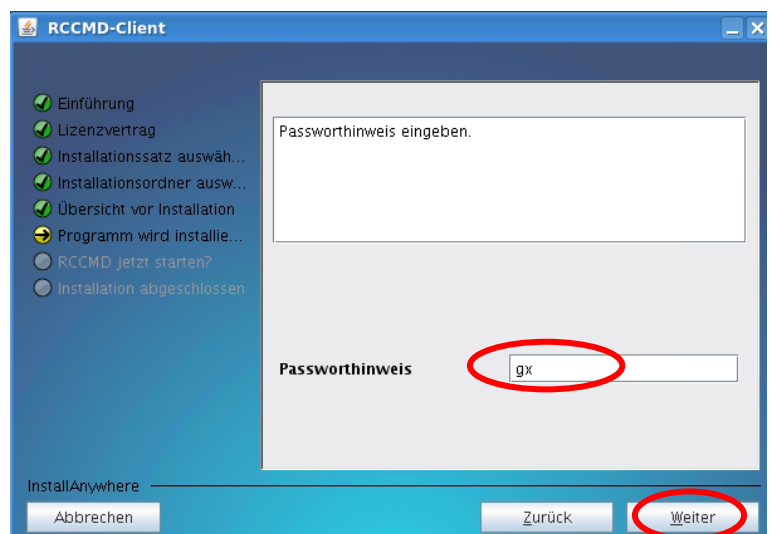 RCCMD-Client
Einführung
Lizenzvertrag
Installationssatz auswäh...
Installationsordner ausw...
Übersicht vor Installation
Programm wird installie...
RCCMD jetzt starten?
Installation abgeschlossen
Passworthinweis eingeben.
Passworthinweis gx
InstallAnywhere
Abbrechen Zurück Weiter